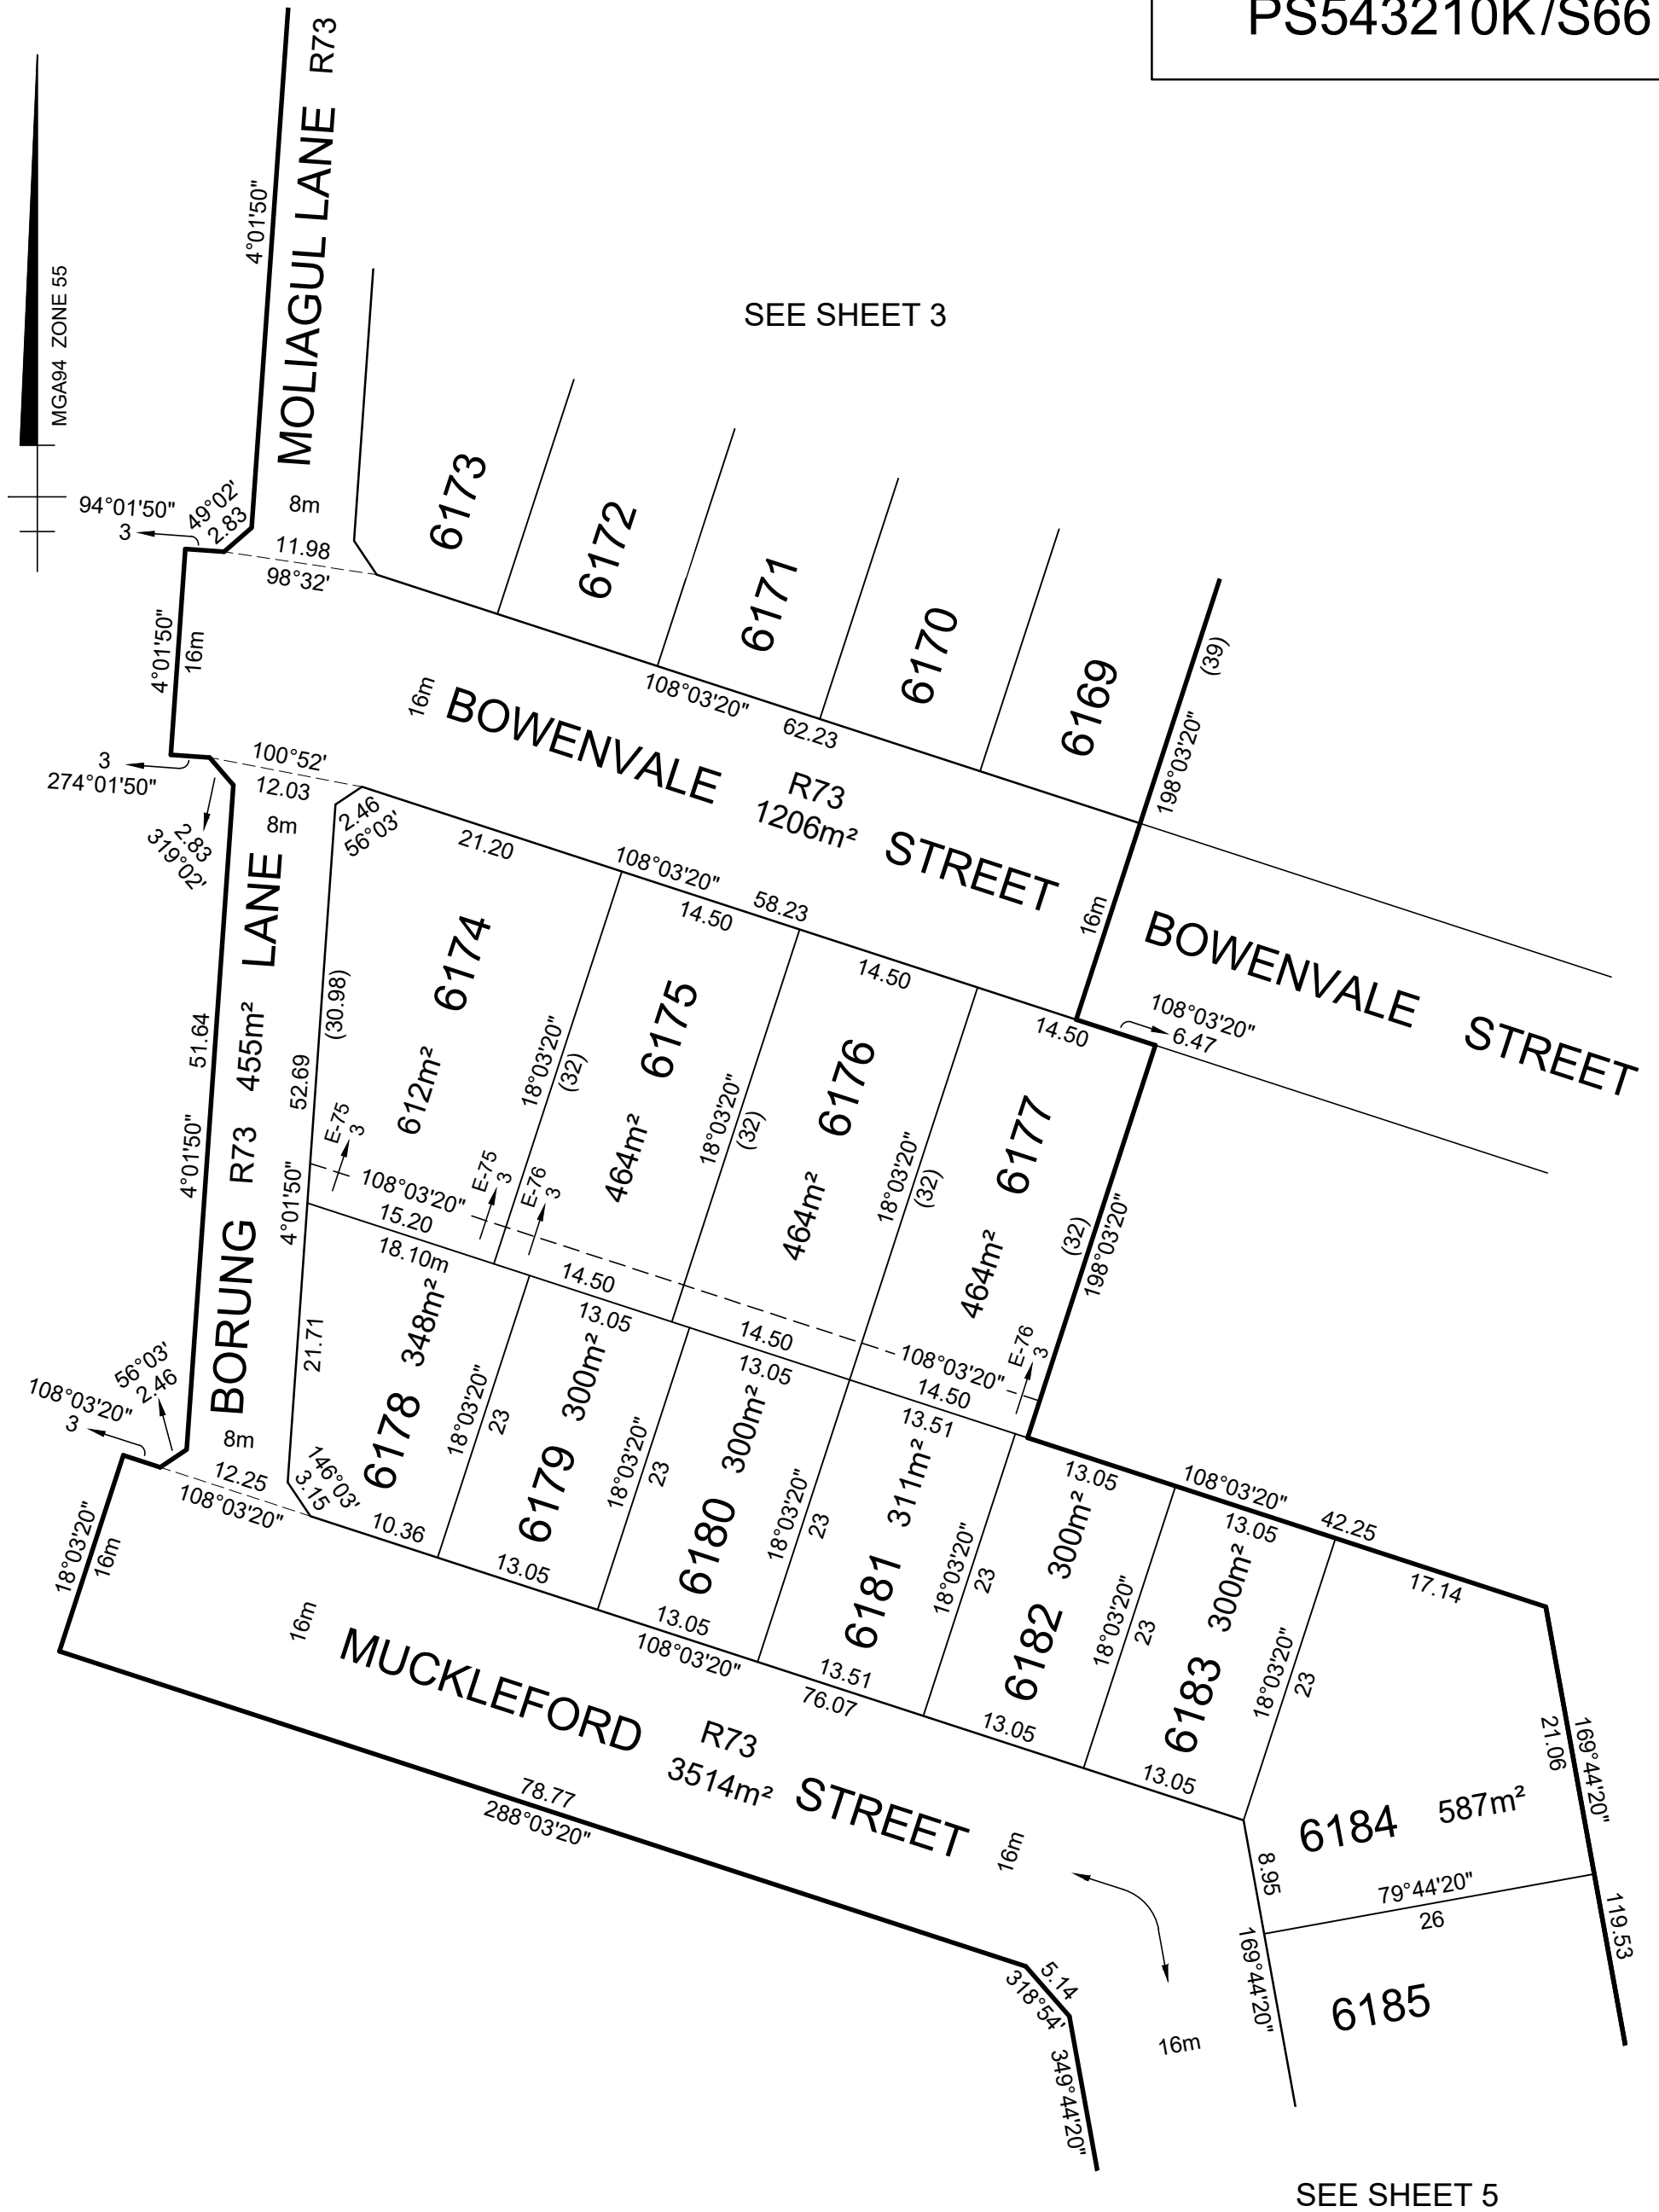 PS543210K/S66
MGA94 ZONE 55
MOLIAGUL LANE R73
4°01'50"
SEE SHEET 3
94°01'50"
3
49°02'
2.83
8m
11.98
98°32'
6173
6172
6171
6170
6169
(39)
198°03'20"
4°01'50"
16m
108°03'20"
62.23
16m
BOWENVALE STREET
R73
1206m²
16m
BOWENVALE STREET
3
274°01'50"
2.83
319°02'
100°52'
12.03
8m
2.46
56°03'
21.20
108°03'20"
58.23
14.50
14.50
14.50
108°03'20"
6.47
BORUNG R73 455m² LANE
51.64
4°01'50"
52.69
4°01'50"
(30.98)
6174
612m²
18°03'20"
(32)
6175
464m²
18°03'20"
(32)
6176
464m²
18°03'20"
(32)
6177
464m²
(32)
198°03'20"
E-75
3
108°03'20"
E-75
3
E-76
3
15.20
14.50
14.50
108°03'20"
14.50
E-76
3
18.10m
13.05
13.05
13.51
13.05
108°03'20"
13.05
42.25
17.14
21.71
6178 348m²
18°03'20"
23
6179 300m²
18°03'20"
23
6180 300m²
18°03'20"
23
6181 311m²
18°03'20"
23
6182 300m²
18°03'20"
23
6183 300m²
18°03'20"
23
56°03'
2.46
108°03'20"
3
8m
12.25
108°03'20"
146°03'
3.15
10.36
13.05
13.05
108°03'20"
13.51
76.07
13.05
13.05
18°03'20"
16m
16m
MUCKLEFORD STREET
R73
3514m²
16m
78.77
288°03'20"
6184 587m²
21.06
169°44'20"
8.95
79°44'20"
26
119.53
169°44'20"
6185
5.14
318°54'
16m
349°44'20"
SEE SHEET 5